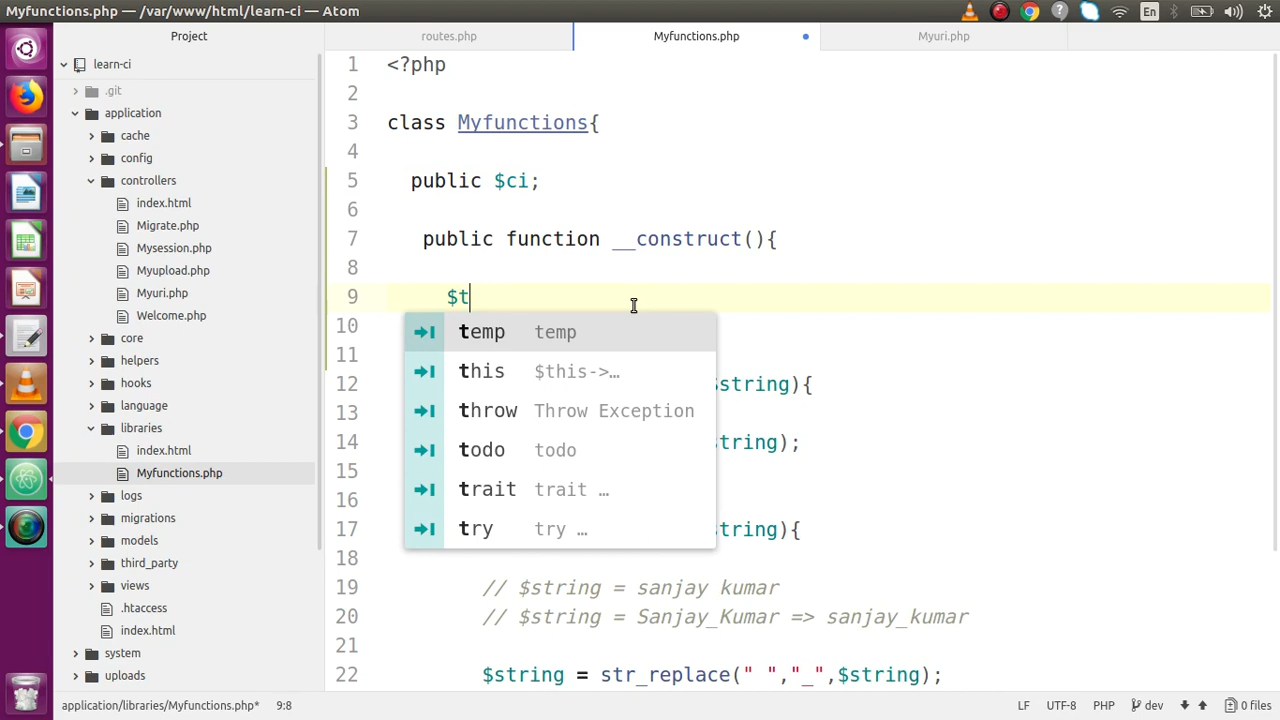 Myfunctions.php — /var/www/html/learn-ci — Atom
En
Project
routes.php
Myfunctions.php
Myuri.php
learn-ci
.git
application
cache
config
controllers
index.html
Migrate.php
Mysession.php
Myupload.php
Myuri.php
Welcome.php
core
helpers
hooks
language
libraries
index.html
Myfunctions.php
logs
migrations
models
third_party
views
.htaccess
index.html
system
uploads
1 <?php
2
3 class Myfunctions{
4
5 public $ci;
6
7 public function __construct(){
8
9 $t
10
11
12 $string){
13
14 string);
15
16
17 string){
18
19 // $string = sanjay kumar
20 // $string = Sanjay_Kumar => sanjay_kumar
21
22 $string = str_replace(" ","_",$string);
temp temp
this $this->…
throw Throw Exception
todo todo
trait trait …
try try …
application/libraries/Myfunctions.php* 9:8
LF UTF-8 PHP dev 0 files